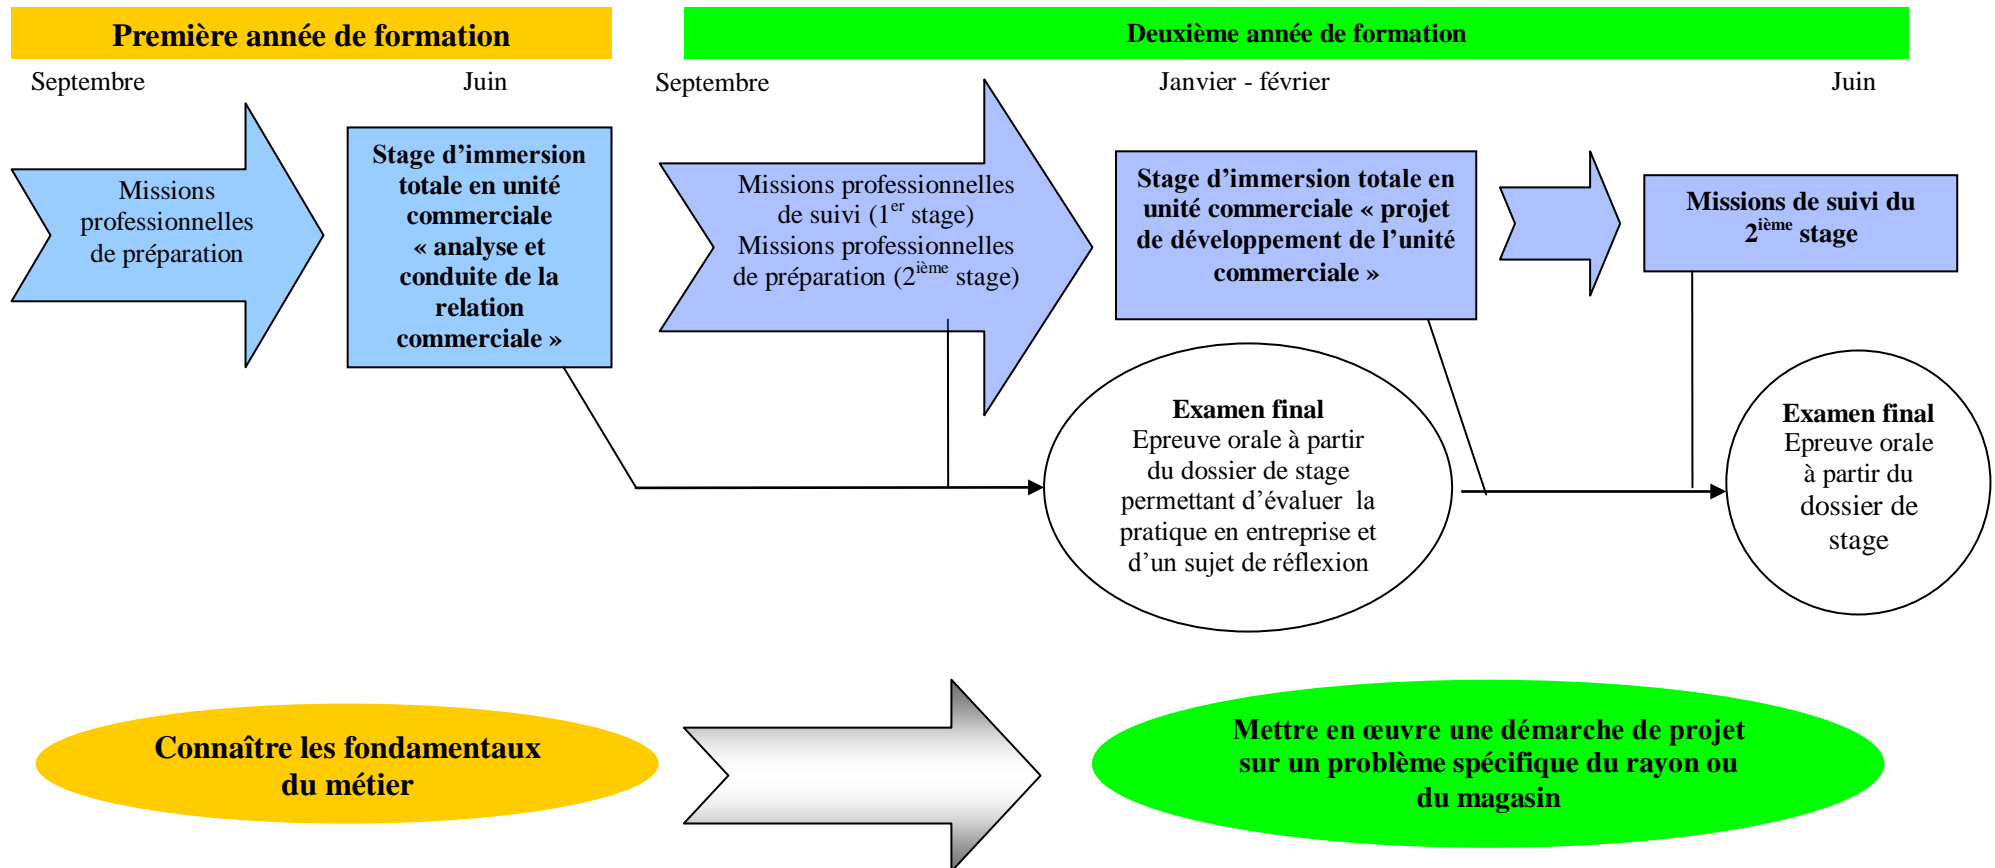 Première année de formation
Deuxième année de formation
Septembre
Juin
Septembre
Janvier - février
Juin
Missions
professionnelles
de préparation
Stage d’immersion
totale en unité
commerciale
« analyse et
conduite de la
relation
commerciale »
Missions professionnelles
de suivi (1er stage)
Missions professionnelles
de préparation (2ième stage)
Stage d’immersion totale en
unité commerciale « projet
de développement de l’unité
commerciale »
Missions de suivi du
2ième stage
Examen final
Epreuve orale à partir
du dossier de stage
permettant d’évaluer la
pratique en entreprise et
d’un sujet de réflexion
Examen final
Epreuve orale
à partir du
dossier de
stage
Connaître les fondamentaux
du métier
Mettre en œuvre une démarche de projet
sur un problème spécifique du rayon ou
du magasin